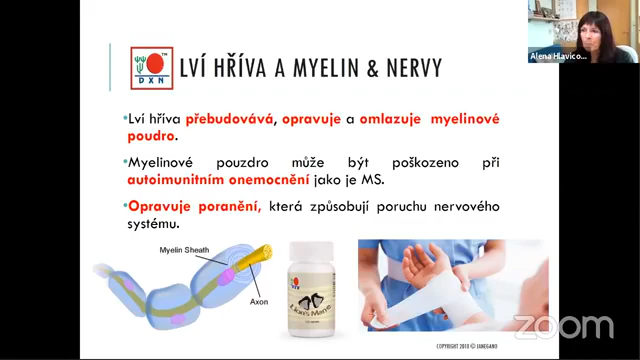 DXN
TM
LVÍ HŘÍVA A MYELIN & NERVY
Alena Hlavico...
•Lví hříva přebudovává, opravuje a omlazuje myelinové
poudro.
•Myelinové pouzdro může být poškozeno při
autoimunitním onemocnění jako je MS.
•Opravuje poranění, která způsobují poruchu nervového
systému.
Myelin Sheath
Axon
DXN
Lion's Mane
COPYRIGHT 2018 © JANEGANO
zoom